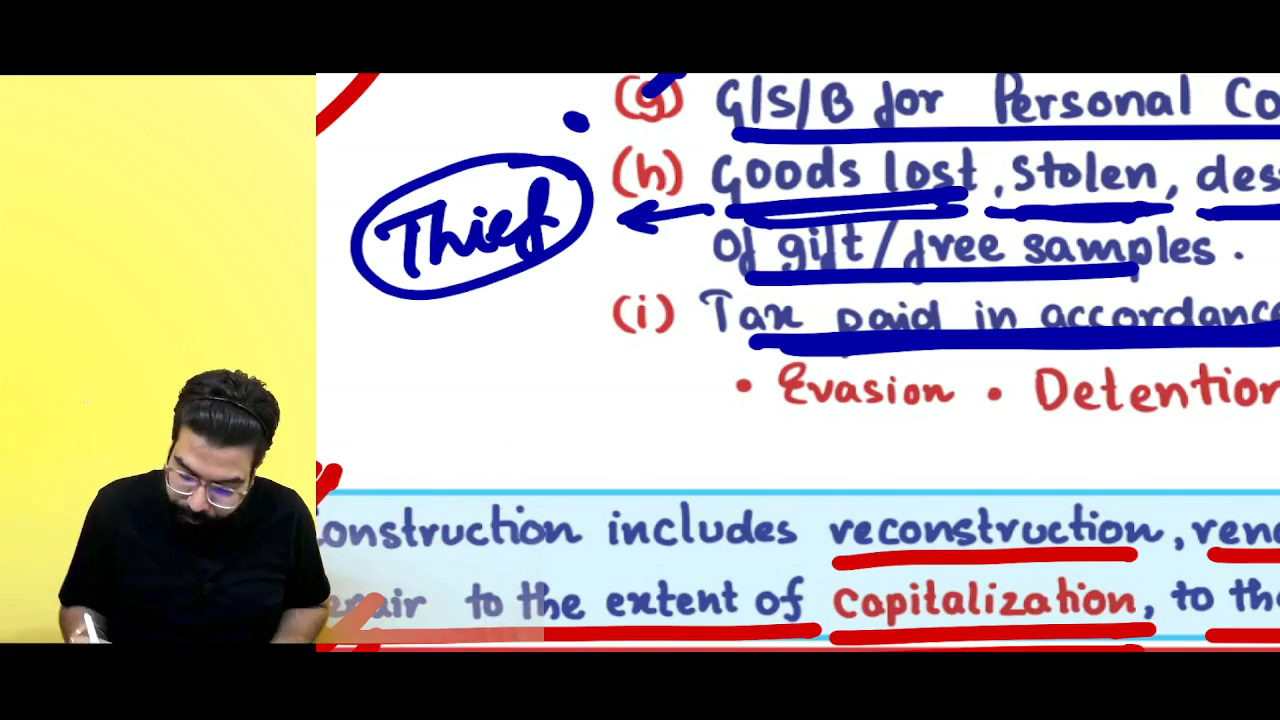 (g) G/S/B for Personal Co
(h) Goods lost, stolen, des
Thief
of gift/free samples.
(i) Tax paid in accordance
• Evasion • Detention
onstruction includes reconstruction, ren
epair to the extent of capitalization, to the